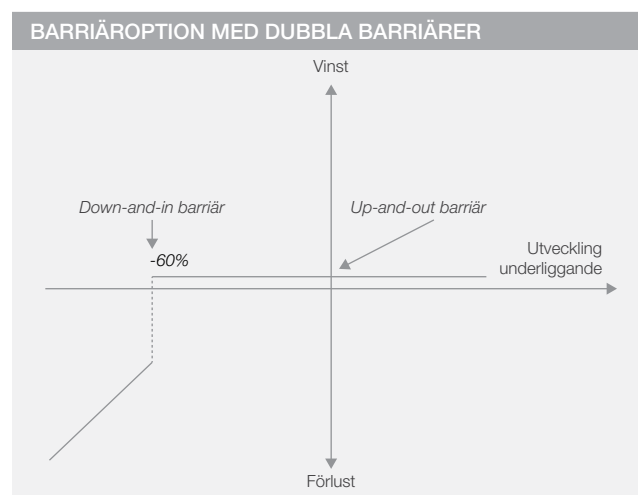 BARRIÄROPTION MED DUBBLA BARRIÄRER
Vinst
Down-and-in barriär
Up-and-out barriär
-60%
Utveckling
underliggande
Förlust